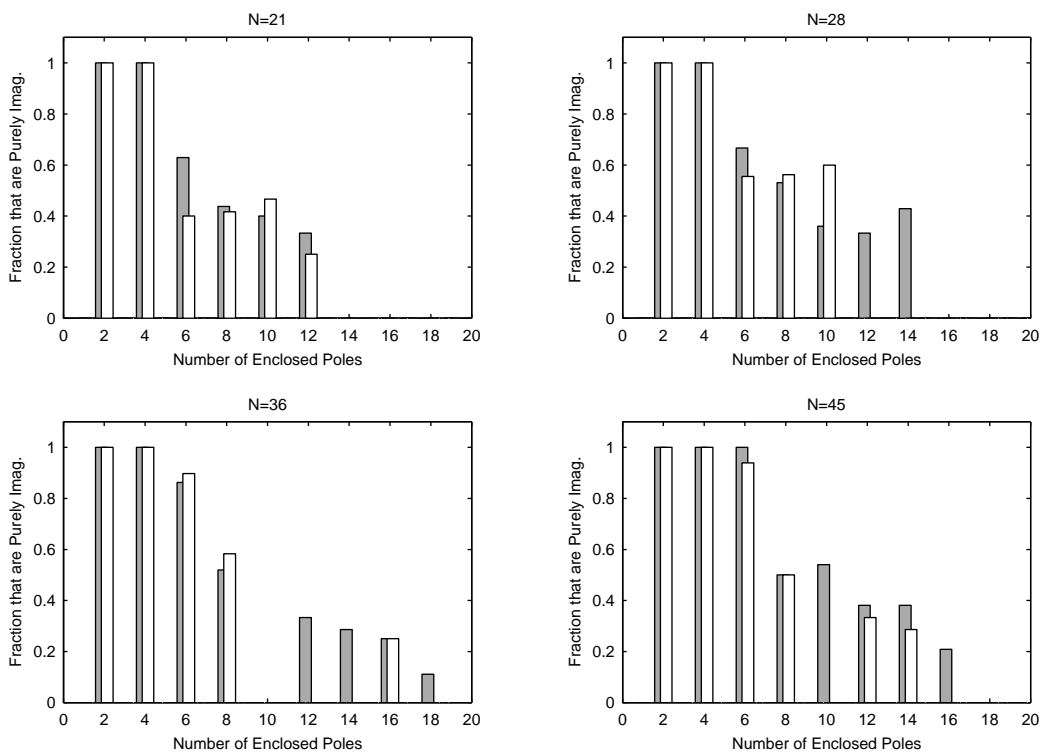 N=21
Fraction that are Purely Imag.
1
0.8
0.6
0.4
0.2
0
0 2 4 6 8 10 12 14 16 18 20
Number of Enclosed Poles
N=28
Fraction that are Purely Imag.
1
0.8
0.6
0.4
0.2
0
0 2 4 6 8 10 12 14 16 18 20
Number of Enclosed Poles
N=36
Fraction that are Purely Imag.
1
0.8
0.6
0.4
0.2
0
0 2 4 6 8 10 12 14 16 18 20
Number of Enclosed Poles
N=45
Fraction that are Purely Imag.
1
0.8
0.6
0.4
0.2
0
0 2 4 6 8 10 12 14 16 18 20
Number of Enclosed Poles